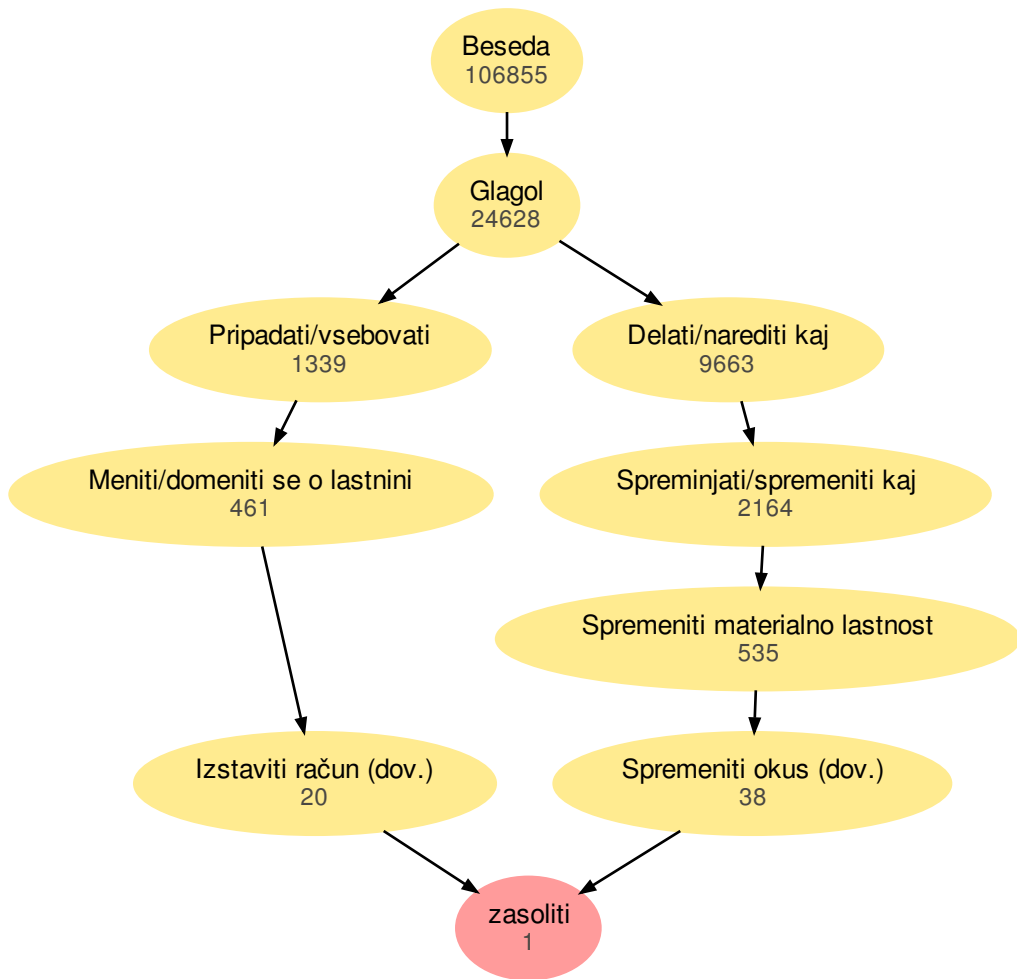 Beseda
106855
Glagol
24628
Pripadati/vsebovati
1339
Delati/narediti kaj
9663
Meniti/domeniti se o lastnini
461
Spreminjati/spremeniti kaj
2164
Spremeniti materialno lastnost
535
Izstaviti račun (dov.)
20
Spremeniti okus (dov.)
38
zasoliti
1